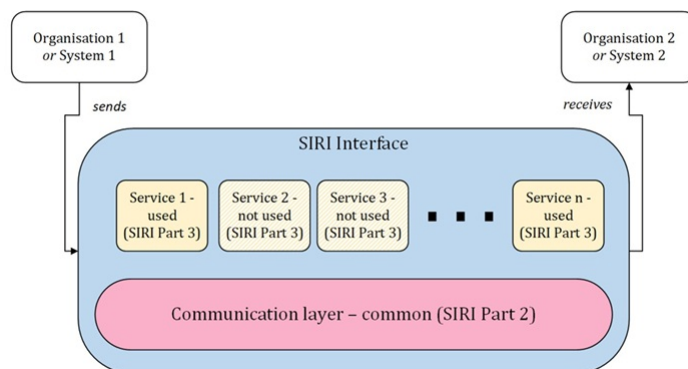 Organisation 1
or System 1
Organisation 2
or System 2
sends
receives
SIRI Interface
Service 1 -
used
(SIRI Part 3)
Service 2 -
not used
(SIRI Part 3)
Service 3 -
not used
(SIRI Part 3)
Service n -
used
(SIRI Part 3)
Communication layer – common (SIRI Part 2)